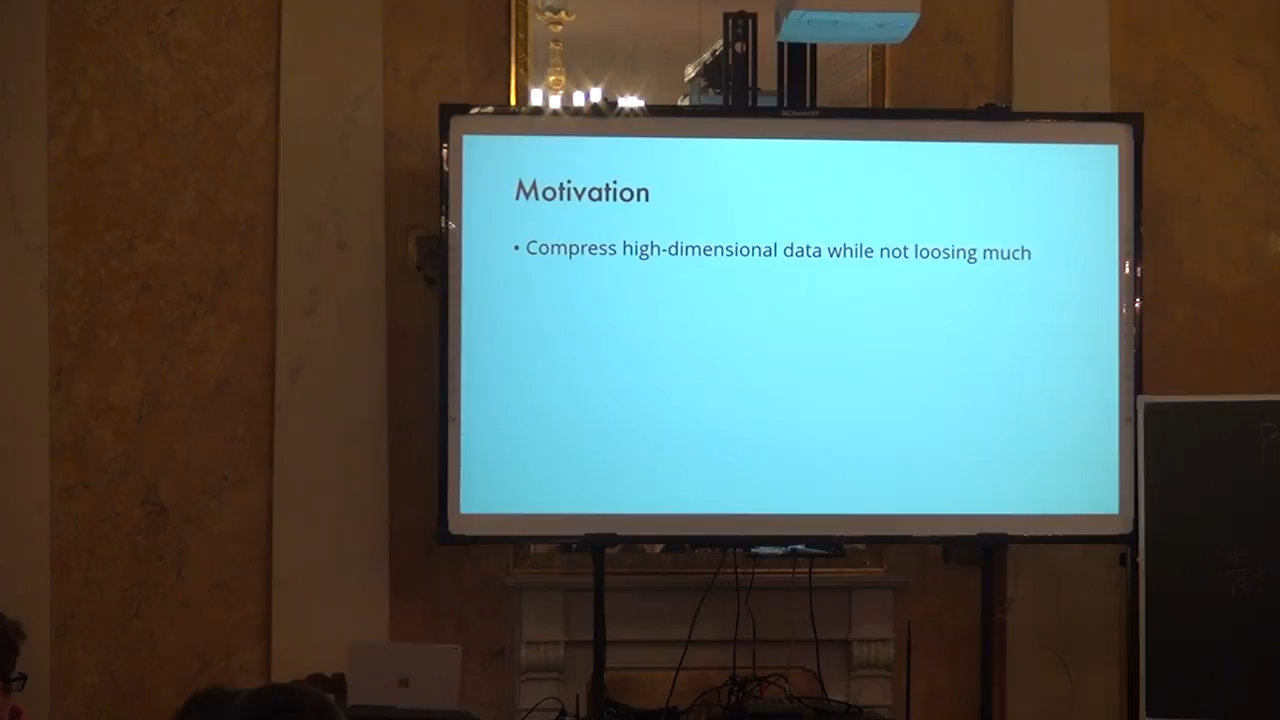 Motivation
• Compress high-dimensional data while not loosing much